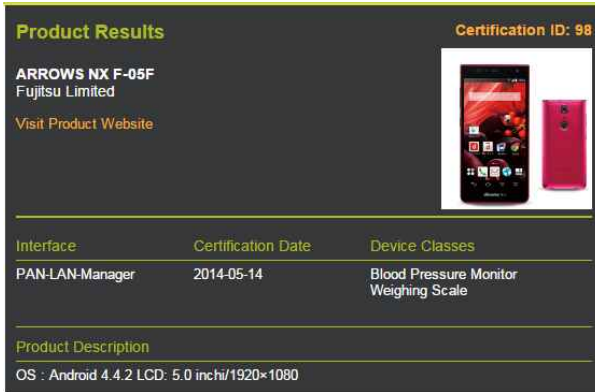 Product Results
Certification ID: 98
ARROWS NX F-05F
Fujitsu Limited
Visit Product Website
Interface Certification Date Device Classes
PAN-LAN-Manager 2014-05-14 Blood Pressure Monitor
Weighing Scale
Product Description
OS : Android 4.4.2 LCD: 5.0 inchi/1920×1080